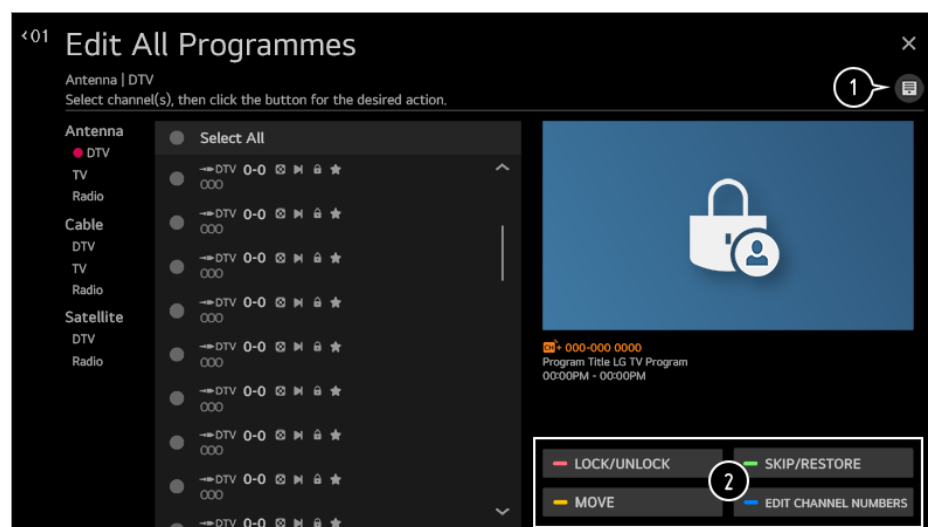 <01
Edit All Programmes
Antenna | DTV
Select channel(s), then click the button for the desired action.
1
Antenna
DTV
TV
Radio
Cable
DTV
TV
Radio
Satellite
DTV
Radio
Select All
DTV 0-0
000
DTV 0-0
000
DTV 0-0
000
DTV 0-0
000
DTV 0-0
000
DTV 0-0
000
DTV 0-0
000
DTV 0-0
000
DTV 0-0
CH+ 000-000 0000
Program Title LG TV Program
00:00PM - 00:00PM
LOCK/UNLOCK
SKIP/RESTORE
2
MOVE
EDIT CHANNEL NUMBERS